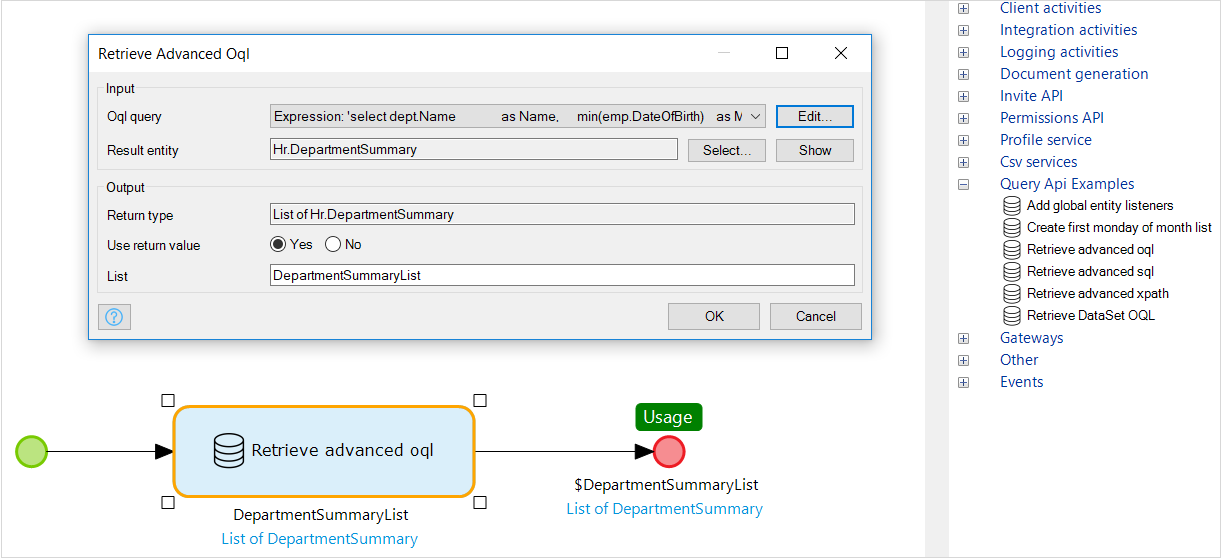 Retrieve Advanced Oql
Input
Oql query Expression: 'select dept.Name as Name, min(emp.DateOfBirth) as M Edit...
Result entity Hr.DepartmentSummary Select... Show
Output
Return type List of Hr.DepartmentSummary
Use return value Yes No
List DepartmentSummaryList
? OK Cancel
Retrieve advanced oql
DepartmentSummaryList
List of DepartmentSummary
Usage
$DepartmentSummaryList
List of DepartmentSummary
Client activities
Integration activities
Logging activities
Document generation
Invite API
Permissions API
Profile service
Csv services
Query Api Examples
Add global entity listeners
Create first monday of month list
Retrieve advanced oql
Retrieve advanced sql
Retrieve advanced xpath
Retrieve DataSet OQL
Gateways
Other
Events